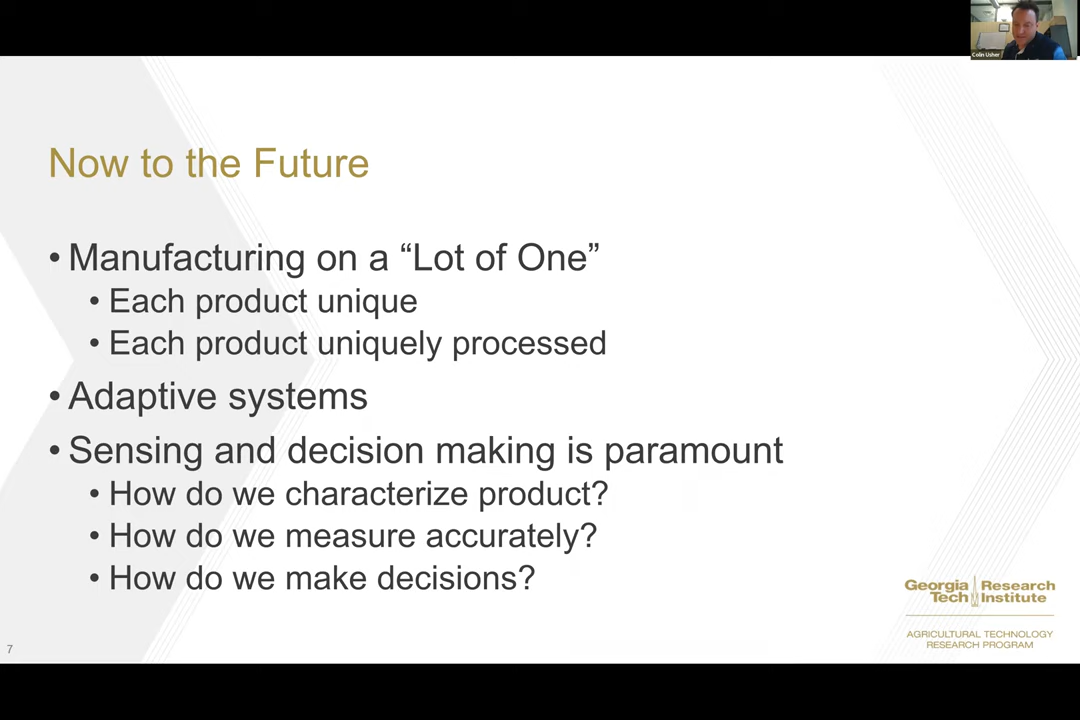 Colin Usher
Now to the Future
• Manufacturing on a “Lot of One”
• Each product unique
• Each product uniquely processed
• Adaptive systems
• Sensing and decision making is paramount
• How do we characterize product?
• How do we measure accurately?
• How do we make decisions?
Georgia Tech
Research Institute
AGRICULTURAL TECHNOLOGY
RESEARCH PROGRAM
7